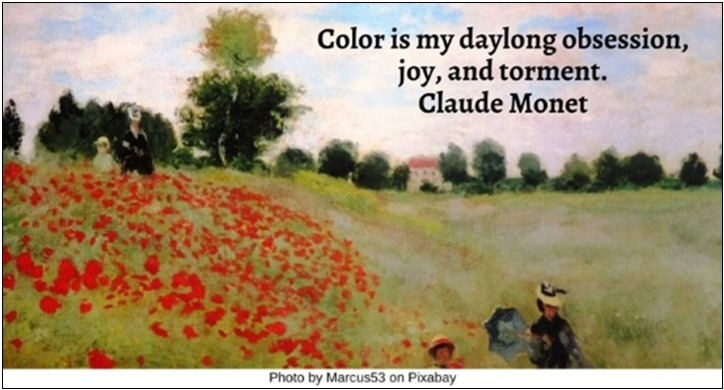 Color is my daylong obsession,
joy, and torment.
Claude Monet
Photo by Marcus53 on Pixabay